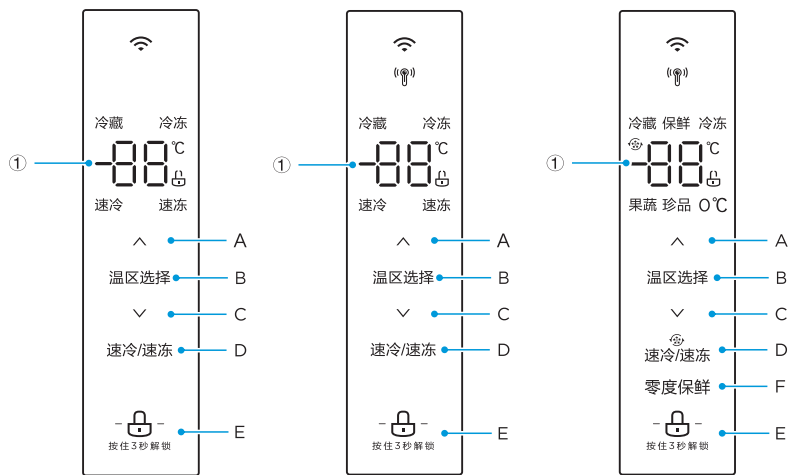 冷藏 冷冻
-88℃
①
速冷 速冻
A
温区选择 B
C
速冷/速冻 D
E
按住3秒解锁
冷藏 冷冻
-88℃
①
速冷 速冻
A
温区选择 B
C
速冷/速冻 D
E
按住3秒解锁
冷藏 保鲜 冷冻
-88℃
①
果蔬 珍品 0℃
A
温区选择 B
C
速冷/速冻 D
零度保鲜 F
E
按住3秒解锁